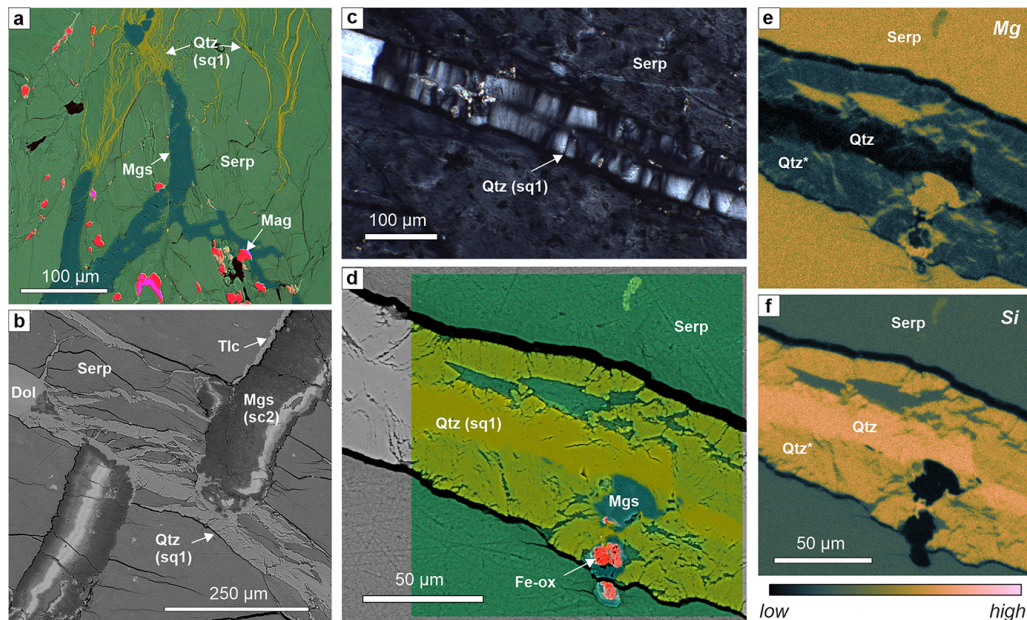 a
Qtz
(sq1)
Mgs
Serp
Mag
100 µm
b
Serp
Tlc
Dol
Mgs
(sc2)
Qtz
(sq1)
250 µm
c
Serp
Qtz (sq1)
100 µm
d
Serp
Qtz (sq1)
Mgs
Fe-ox
50 µm
e
Serp
Mg
Qtz
Qtz*
f
Serp
Si
Qtz
Qtz*
50 µm
low
high